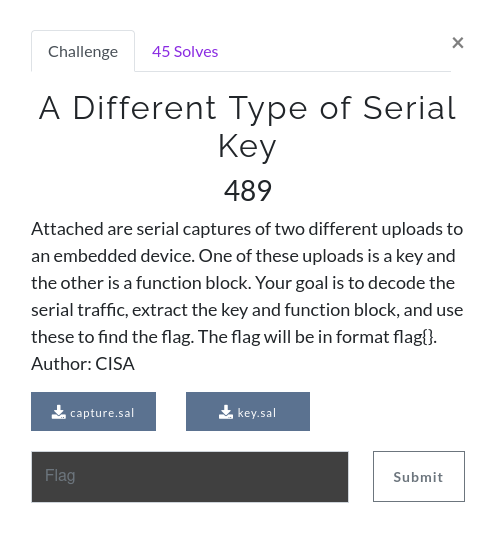 Challenge
45 Solves
×
A Different Type of Serial
Key
489
Attached are serial captures of two different uploads to
an embedded device. One of these uploads is a key and
the other is a function block. Your goal is to decode the
serial traffic, extract the key and function block, and use
these to find the flag. The flag will be in format flag{}.
Author: CISA
capture.sal
key.sal
Flag
Submit